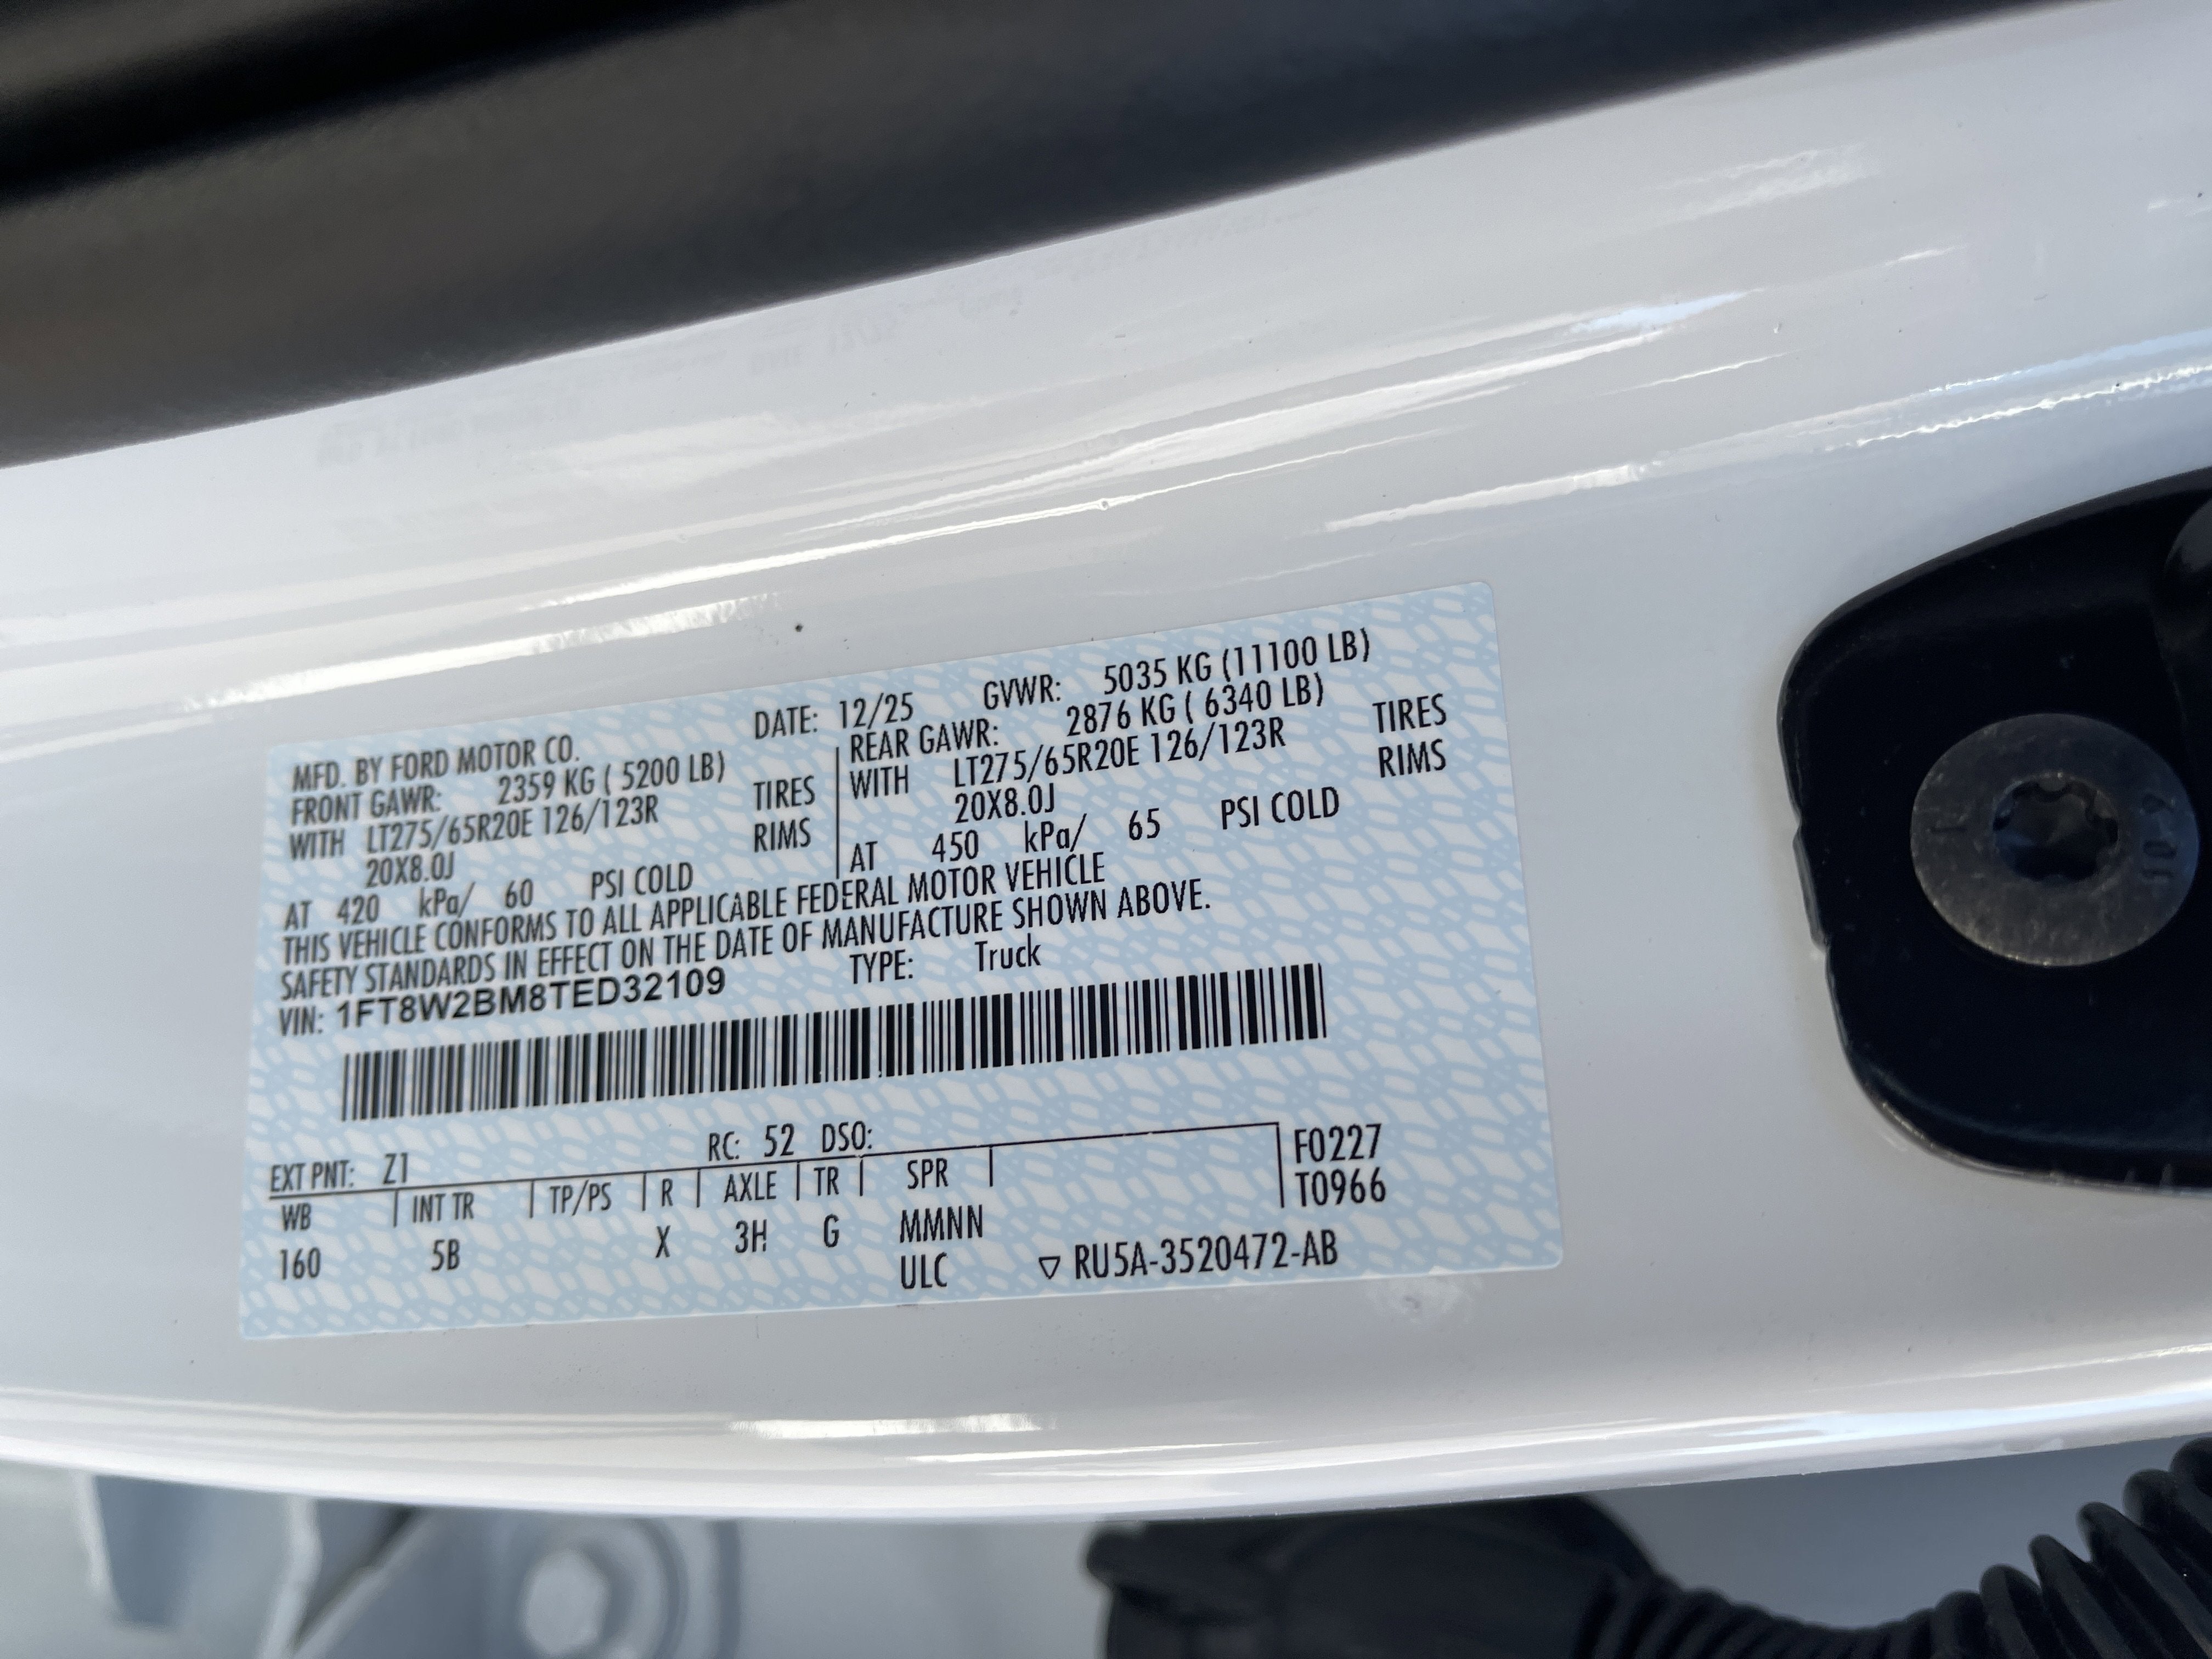 MFD. BY FORD MOTOR CO. DATE: 12/25 GVWR: 5035 KG (11100 LB)
FRONT GAWR: 2359 KG ( 5200 LB) REAR GAWR: 2876 KG ( 6340 LB)
WITH LT275/65R20E 126/123R TIRES WITH LT275/65R20E 126/123R TIRES
20X8.0J RIMS 20X8.0J RIMS
AT 420 kPa/ 60 PSI COLD AT 450 kPa/ 65 PSI COLD
THIS VEHICLE CONFORMS TO ALL APPLICABLE FEDERAL MOTOR VEHICLE
SAFETY STANDARDS IN EFFECT ON THE DATE OF MANUFACTURE SHOWN ABOVE.
VIN: 1FT8W2BM8TED32109 TYPE: Truck
EXT PNT: Z1 RC: 52 DSO: F0227
WB INT TR TP/PS R AXLE TR SPR T0966
160 5B X 3H G MMNN
ULC ▽ RU5A-3520472-AB